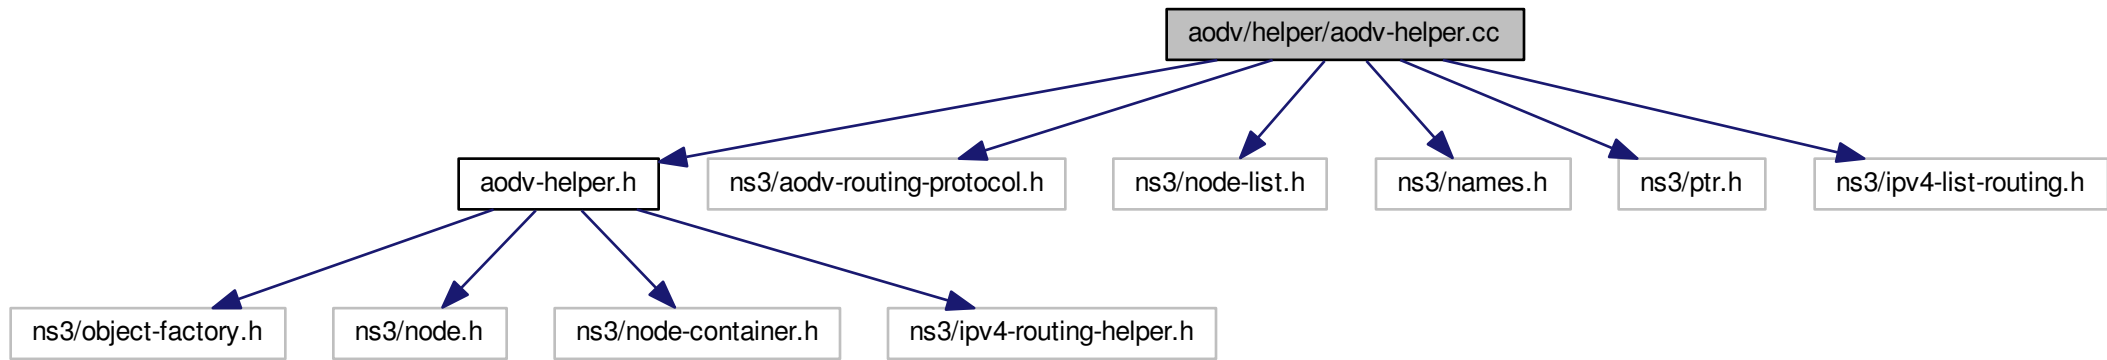 aodv/helper/aodv-helper.cc
aodv-helper.h
ns3/aodv-routing-protocol.h
ns3/node-list.h
ns3/names.h
ns3/ptr.h
ns3/ipv4-list-routing.h
ns3/object-factory.h
ns3/node.h
ns3/node-container.h
ns3/ipv4-routing-helper.h